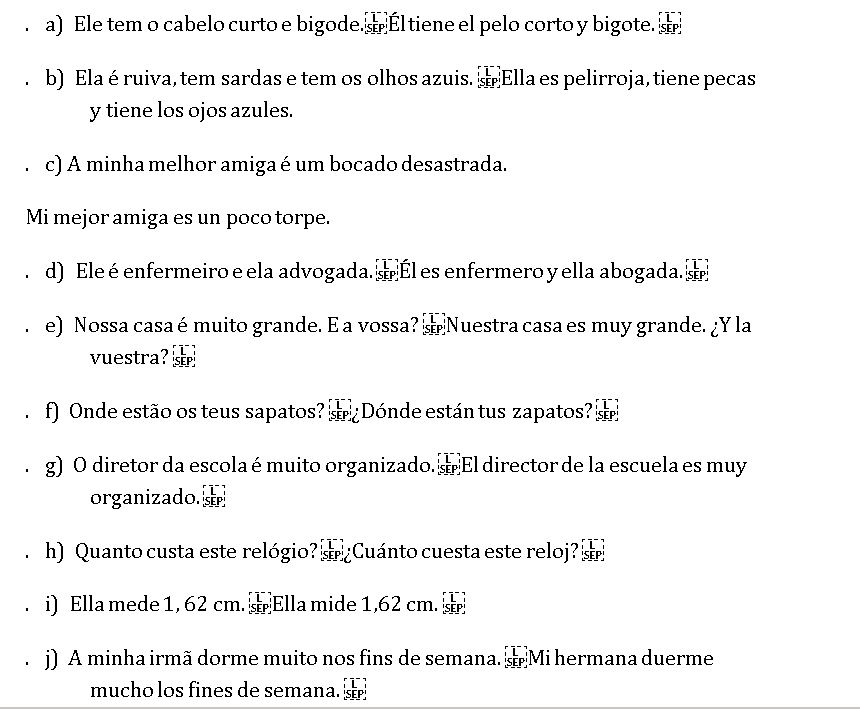 . a) Ele tem o cabelo curto e bigode. Él tiene el pelo corto y bigote.
. b) Ela é ruiva, tem sardas e tem os olhos azuis. Ella es pelirroja, tiene pecas
y tiene los ojos azules.
. c) A minha melhor amiga é um bocado desastrada.
Mi mejor amiga es un poco torpe.
. d) Ele é enfermeiro e ela advogada. Él es enfermero y ella abogada.
. e) Nossa casa é muito grande. E a vossa? Nuestra casa es muy grande. ¿Y la
vuestra?
. f) Onde estão os teus sapatos? ¿Dónde están tus zapatos?
. g) O diretor da escola é muito organizado. El director de la escuela es muy
organizado.
. h) Quanto custa este relógio? ¿Cuánto cuesta este reloj?
. i) Ella mede 1, 62 cm. Ella mide 1,62 cm.
. j) A minha irmã dorme muito nos fins de semana. Mi hermana duerme
mucho los fines de semana.